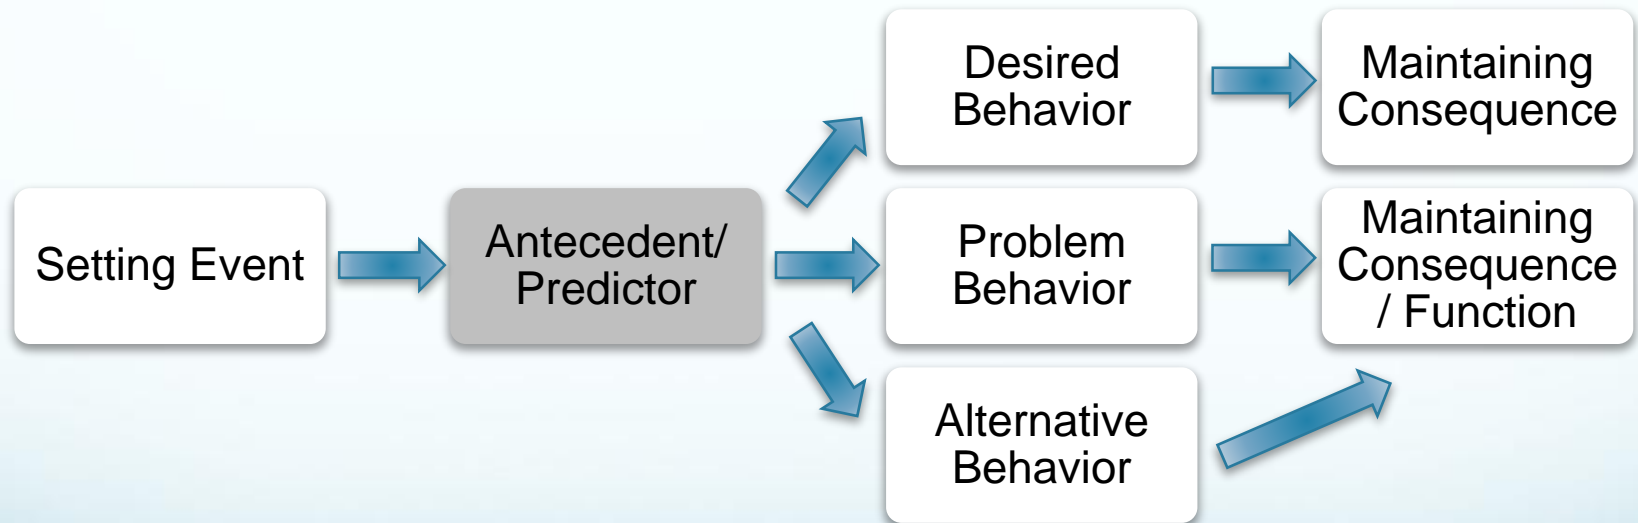 Setting Event
Antecedent/
Predictor
Desired
Behavior
Maintaining
Consequence
Problem
Behavior
Maintaining
Consequence
/ Function
Alternative
Behavior